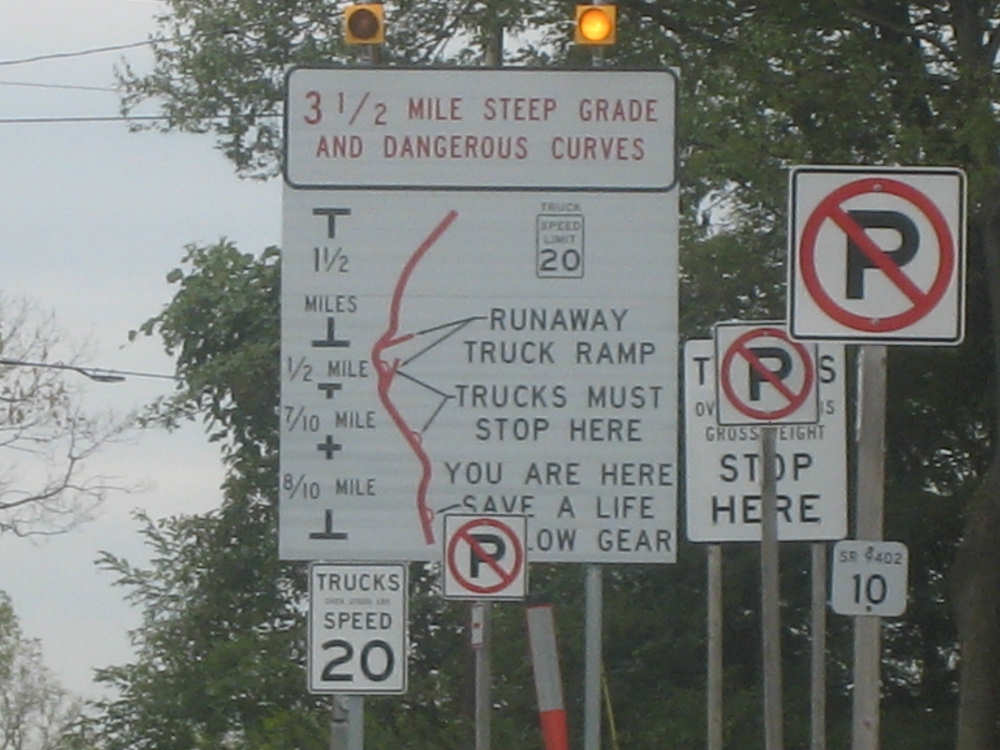 3 1/2 MILE STEEP GRADE
AND DANGEROUS CURVES
TRUCK
SPEED
LIMIT
20
1 1/2
MILES
RUNAWAY
TRUCK RAMP
1/2 MILE
TRUCKS MUST
STOP HERE
7/10 MILE
YOU ARE HERE
8/10 MILE
SAVE A LIFE
LOW GEAR
TRUCKS
SPEED
20
P
P
P
T S
GROSS
STOP
HERE
SR 4402
10